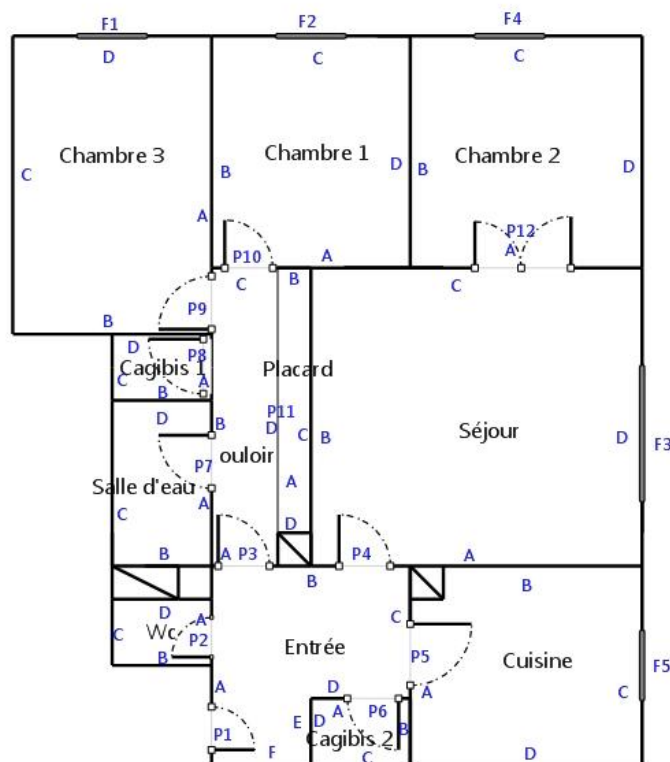 F1 F2 F4
D C C
Chambre 3 Chambre 1 Chambre 2
C B D B D
A
P10 A P12 A
C B C
P9
B
D P8
Cagibis 1 Placard
C A
B
D B P11 D C B Séjour D F3
P7 ouloir
Salle d'eau A
C A
D
B A P3 B P4 A
B
D A C
C Wc P2 Entrée P5 Cuisine F5
B
A D A C
A P6
P1 F E D B
Cagibis 2
C D